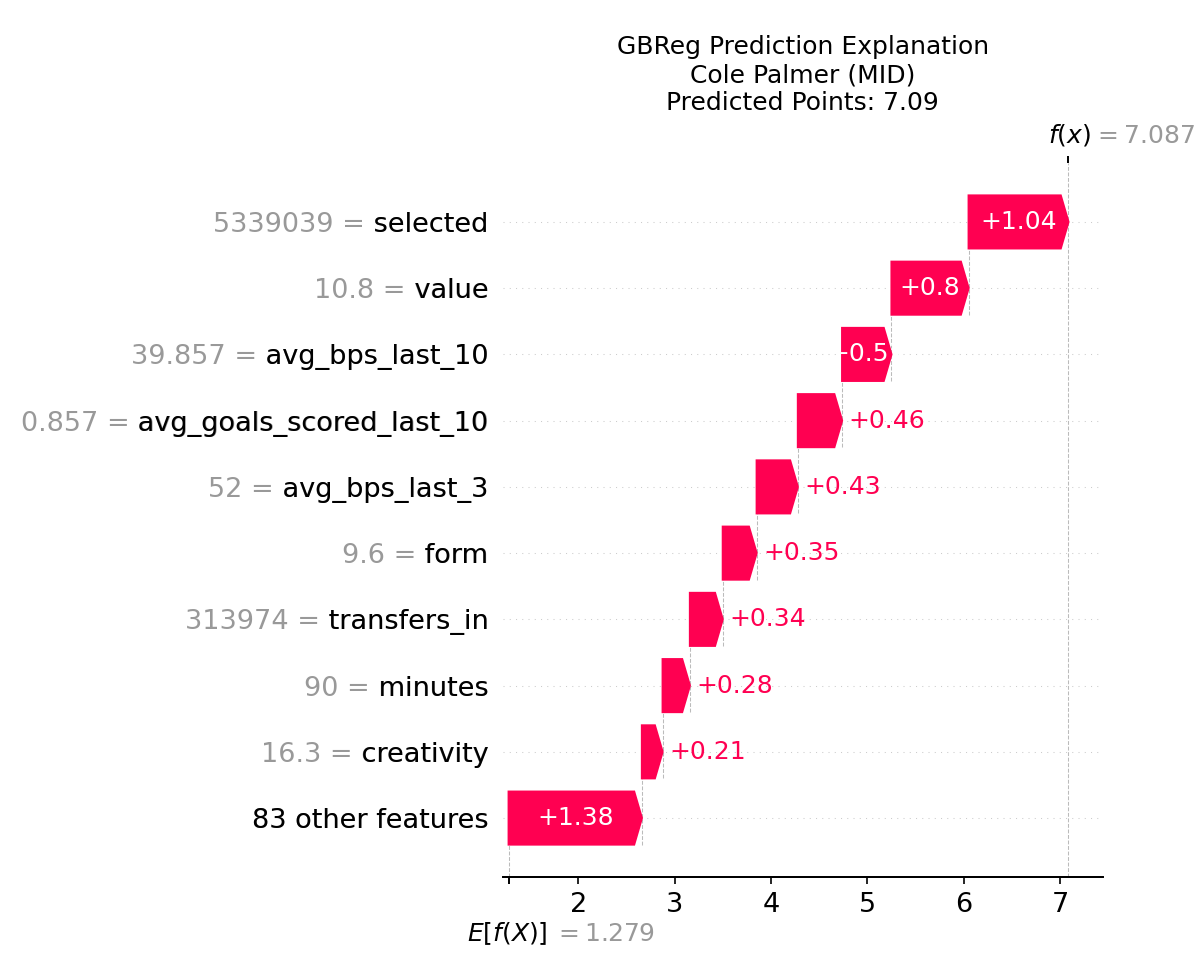 GBReg Prediction Explanation
Cole Palmer (MID)
Predicted Points: 7.09
f(x) = 7.087
5339039 = selected +1.04
10.8 = value +0.8
39.857 = avg_bps_last_10 +0.5
0.857 = avg_goals_scored_last_10 +0.46
52 = avg_bps_last_3 +0.43
9.6 = form +0.35
313974 = transfers_in +0.34
90 = minutes +0.28
16.3 = creativity +0.21
83 other features +1.38
2 3 4 5 6 7
E[f(X)] = 1.279